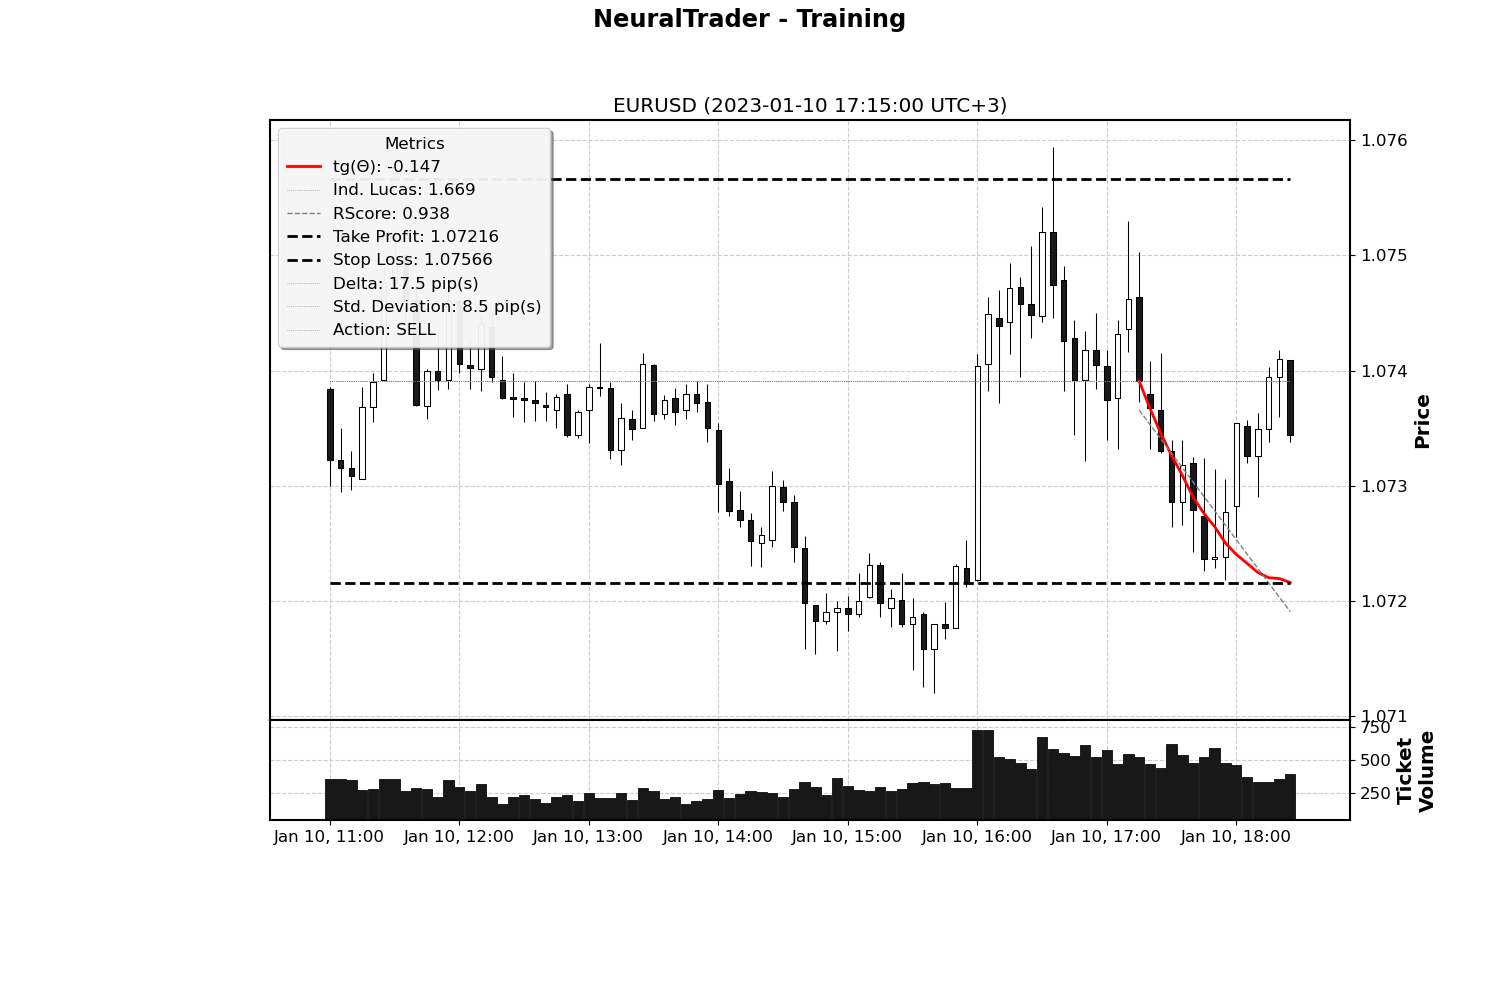 NeuralTrader - Training
EURUSD (2023-01-10 17:15:00 UTC+3)
Metrics
tg(Θ): -0.147
Ind. Lucas: 1.669
RScore: 0.938
Take Profit: 1.07216
Stop Loss: 1.07566
Delta: 17.5 pip(s)
Std. Deviation: 8.5 pip(s)
Action: SELL
1.076
1.075
1.074
1.073
1.072
1.071
Price
750
500
250
Ticket
Volume
Jan 10, 11:00
Jan 10, 12:00
Jan 10, 13:00
Jan 10, 14:00
Jan 10, 15:00
Jan 10, 16:00
Jan 10, 17:00
Jan 10, 18:00